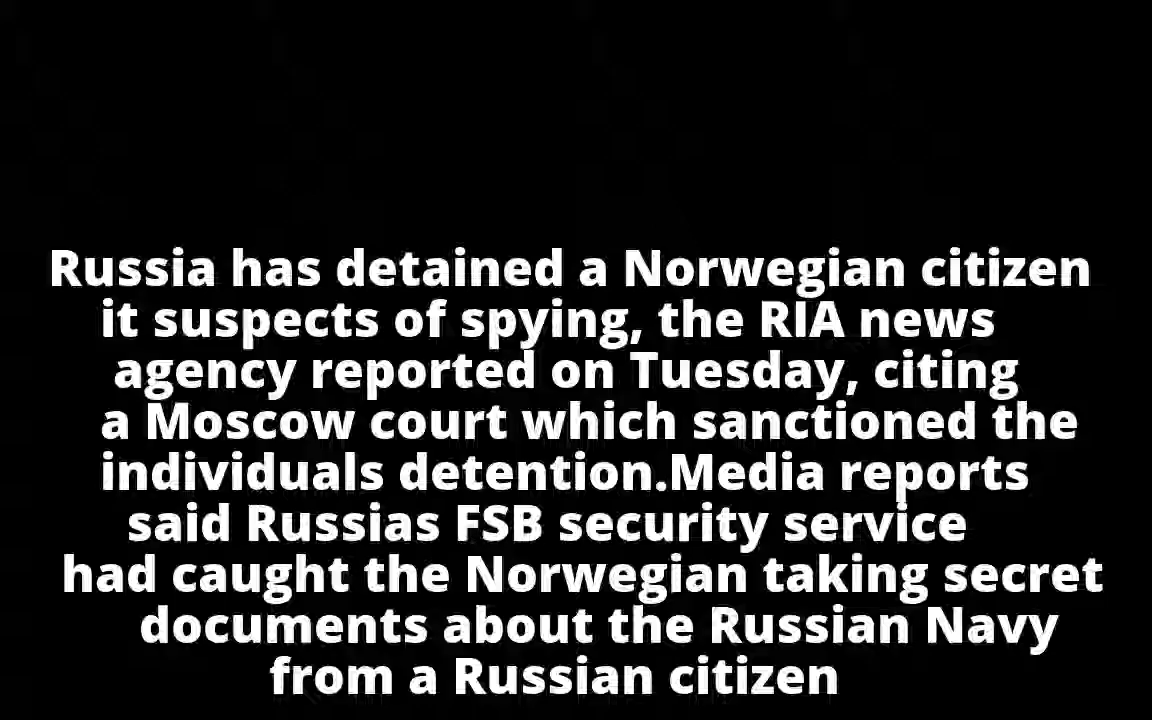 Russia has detained a Norwegian citizen
it suspects of spying, the RIA news
agency reported on Tuesday, citing
a Moscow court which sanctioned the
individuals detention.Media reports
said Russias FSB security service
had caught the Norwegian taking secret
documents about the Russian Navy
from a Russian citizen